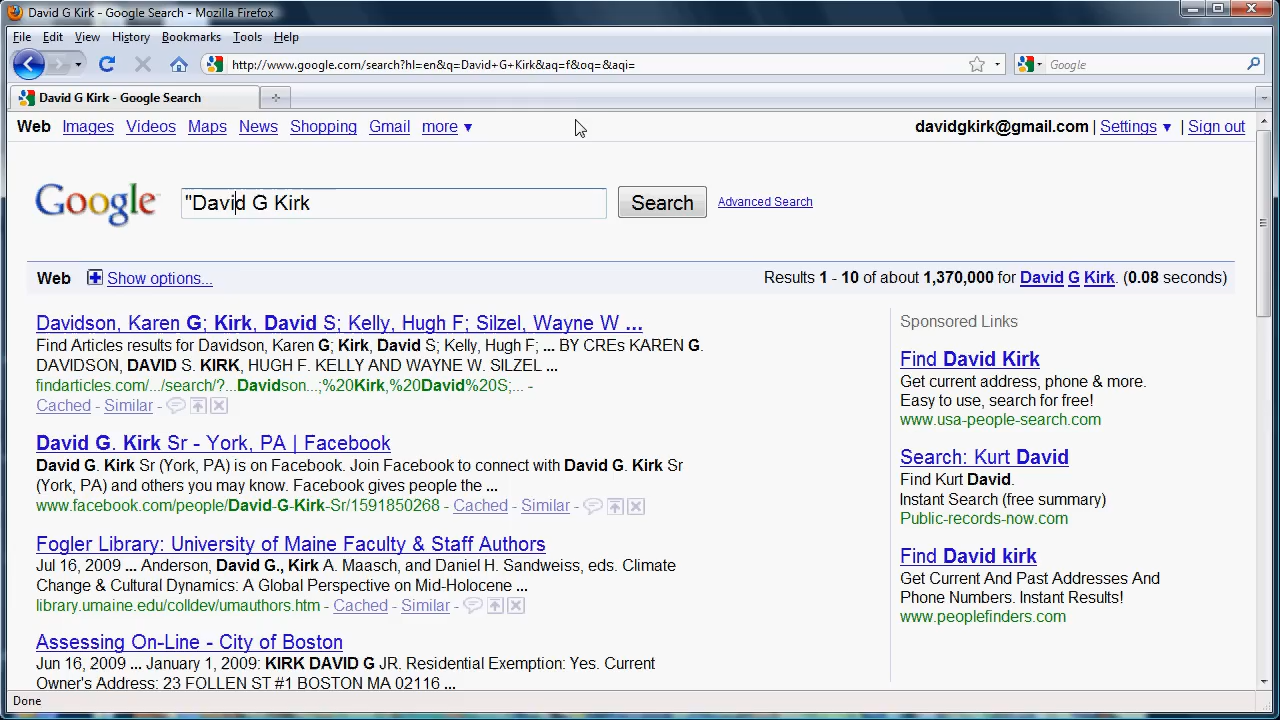 David G Kirk - Google Search - Mozilla Firefox
File Edit View History Bookmarks Tools Help
http://www.google.com/search?hl=en&q=David+G+Kirk&aq=f&oq=&aqi=
Google
David G Kirk - Google Search
Web Images Videos Maps News Shopping Gmail more ▼
davidgkirk@gmail.com | Settings ▼ | Sign out
Google
"David G Kirk
Search
Advanced Search
Web Show options...
Results 1 - 10 of about 1,370,000 for David G Kirk. (0.08 seconds)
Davidson, Karen G; Kirk, David S; Kelly, Hugh F; Silzel, Wayne W ...
Find Articles results for Davidson, Karen G; Kirk, David S; Kelly, Hugh F; ... BY CREs KAREN G.
DAVIDSON, DAVID S. KIRK, HUGH F. KELLY AND WAYNE W. SILZEL ...
findarticles.com/.../search/?...Davidson...;%20Kirk,%20David%20S;... -
Cached - Similar -
David G. Kirk Sr - York, PA | Facebook
David G. Kirk Sr (York, PA) is on Facebook. Join Facebook to connect with David G. Kirk Sr
(York, PA) and others you may know. Facebook gives people the ...
www.facebook.com/people/David-G-Kirk-Sr/1591850268 - Cached - Similar -
Fogler Library: University of Maine Faculty & Staff Authors
Jul 16, 2009 ... Anderson, David G., Kirk A. Maasch, and Daniel H. Sandweiss, eds. Climate
Change & Cultural Dynamics: A Global Perspective on Mid-Holocene ...
library.umaine.edu/colldev/umauthors.htm - Cached - Similar -
Assessing On-Line - City of Boston
Jun 16, 2009 ... January 1, 2009: KIRK DAVID G JR. Residential Exemption: Yes. Current
Owner's Address: 23 FOLLEN ST #1 BOSTON MA 02116 ...
Sponsored Links
Find David Kirk
Get current address, phone & more.
Easy to use, search for free!
www.usa-people-search.com
Search: Kurt David
Find Kurt David.
Instant Search (free summary)
Public-records-now.com
Find David kirk
Get Current And Past Addresses And
Phone Numbers. Instant Results!
www.peoplefinders.com
Done